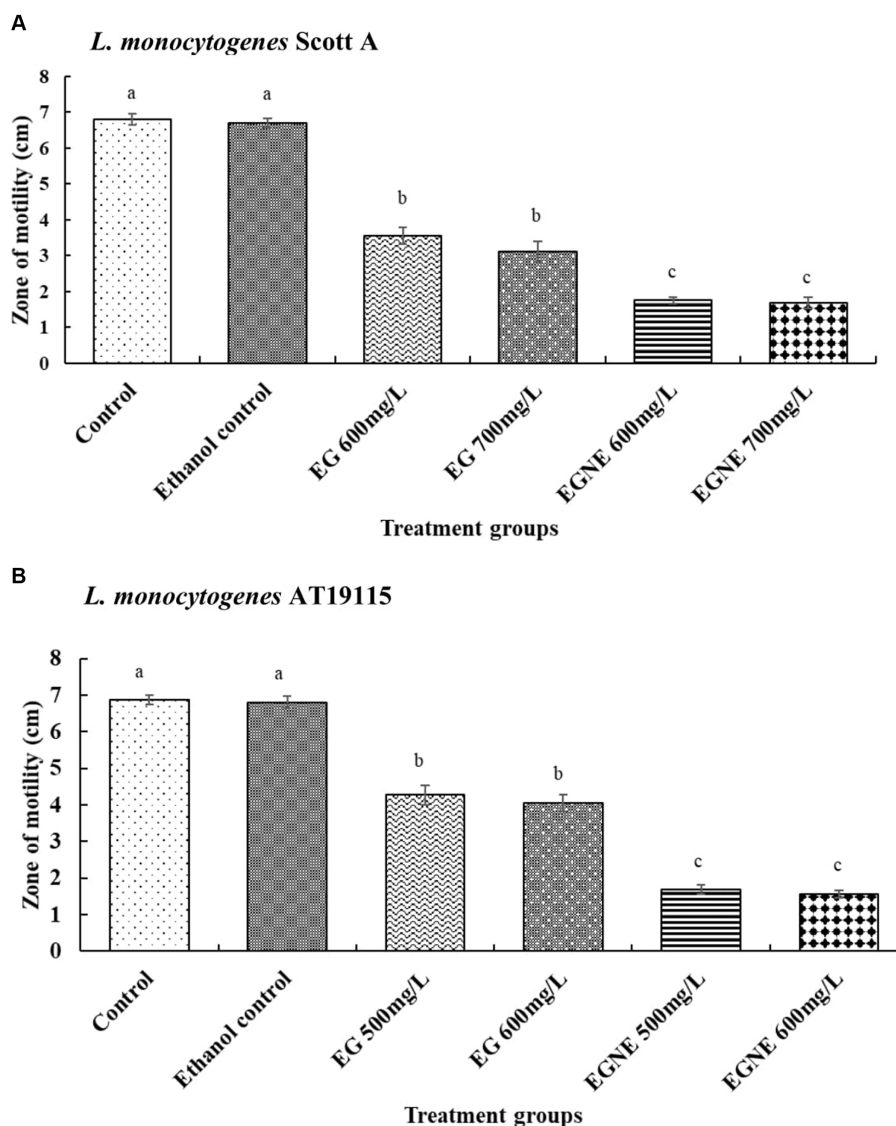 A
L. monocytogenes Scott A
8
7
6
5
4
3
2
1
0
Zone of motility (cm)
a
a
b
b
c
c
Control
Ethanol control
EG 600mg/L
EG 700mg/L
EGNE 600mg/L
EGNE 700mg/L
Treatment groups
B
L. monocytogenes AT19115
8
7
6
5
4
3
2
1
0
Zone of motility (cm)
a
a
b
b
c
c
Control
Ethanol control
EG 500mg/L
EG 600mg/L
EGNE 500mg/L
EGNE 600mg/L
Treatment groups